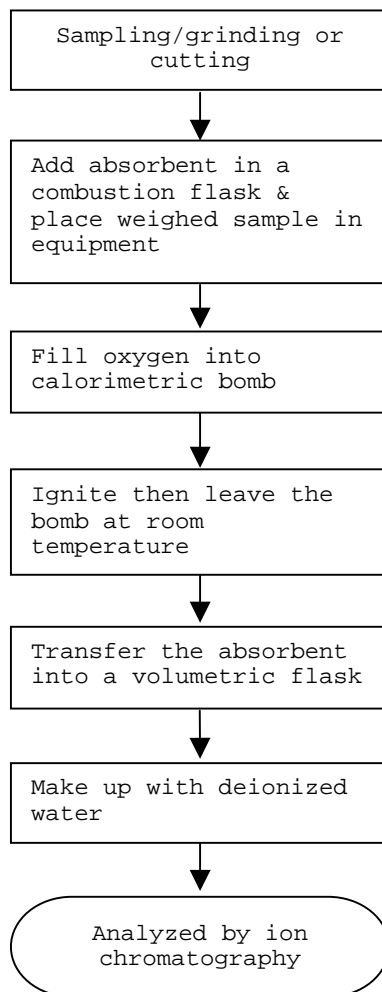 Sampling/grinding or
cutting
Add absorbent in a
combustion flask &
place weighed sample in
equipment
Fill oxygen into
calorimetric bomb
Ignite then leave the
bomb at room
temperature
Transfer the absorbent
into a volumetric flask
Make up with deionized
water
Analyzed by ion
chromatography